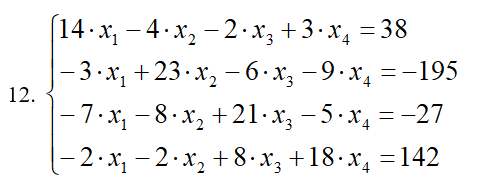 14·x₁ − 4·x₂ − 2·x₃ + 3·x₄ = 38
−3·x₁ + 23·x₂ − 6·x₃ − 9·x₄ = −195
12.
−7·x₁ − 8·x₂ + 21·x₃ − 5·x₄ = −27
−2·x₁ − 2·x₂ + 8·x₃ + 18·x₄ = 142